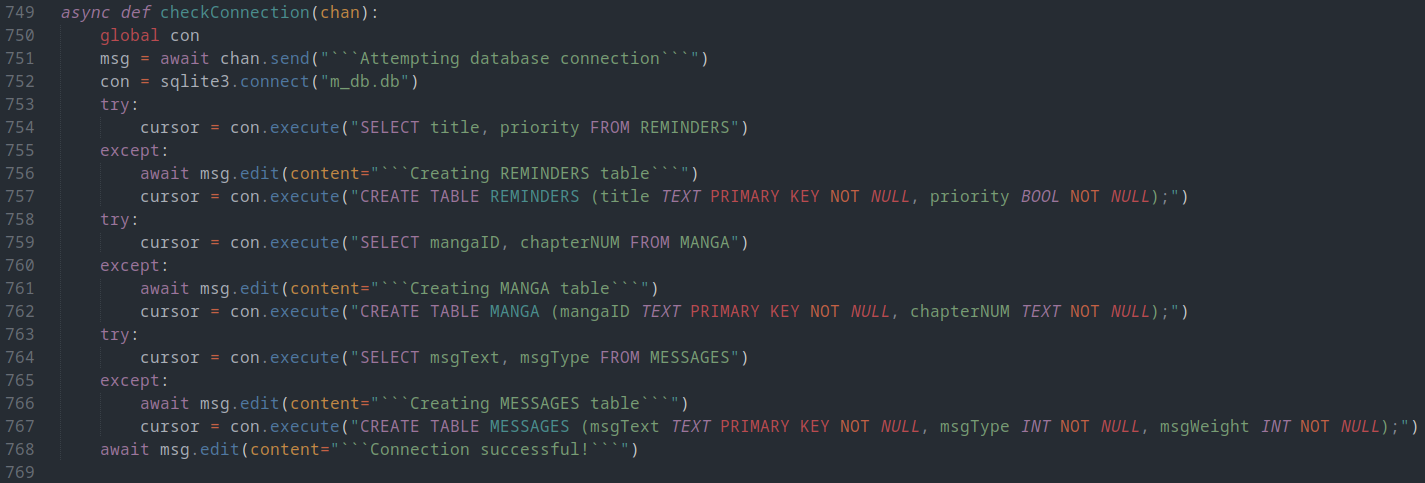 749 async def checkConnection(chan):
750     global con
751     msg = await chan.send("```Attempting database connection```")
752     con = sqlite3.connect("m_db.db")
753     try:
754         cursor = con.execute("SELECT title, priority FROM REMINDERS")
755     except:
756         await msg.edit(content="```Creating REMINDERS table```")
757         cursor = con.execute("CREATE TABLE REMINDERS (title TEXT PRIMARY KEY NOT NULL, priority BOOL NOT NULL);")
758     try:
759         cursor = con.execute("SELECT mangaID, chapterNUM FROM MANGA")
760     except:
761         await msg.edit(content="```Creating MANGA table```")
762         cursor = con.execute("CREATE TABLE MANGA (mangaID TEXT PRIMARY KEY NOT NULL, chapterNUM TEXT NOT NULL);")
763     try:
764         cursor = con.execute("SELECT msgText, msgType FROM MESSAGES")
765     except:
766         await msg.edit(content="```Creating MESSAGES table```")
767         cursor = con.execute("CREATE TABLE MESSAGES (msgText TEXT PRIMARY KEY NOT NULL, msgType INT NOT NULL, msgWeight INT NOT NULL);")
768     await msg.edit(content="```Connection successful!```")
769